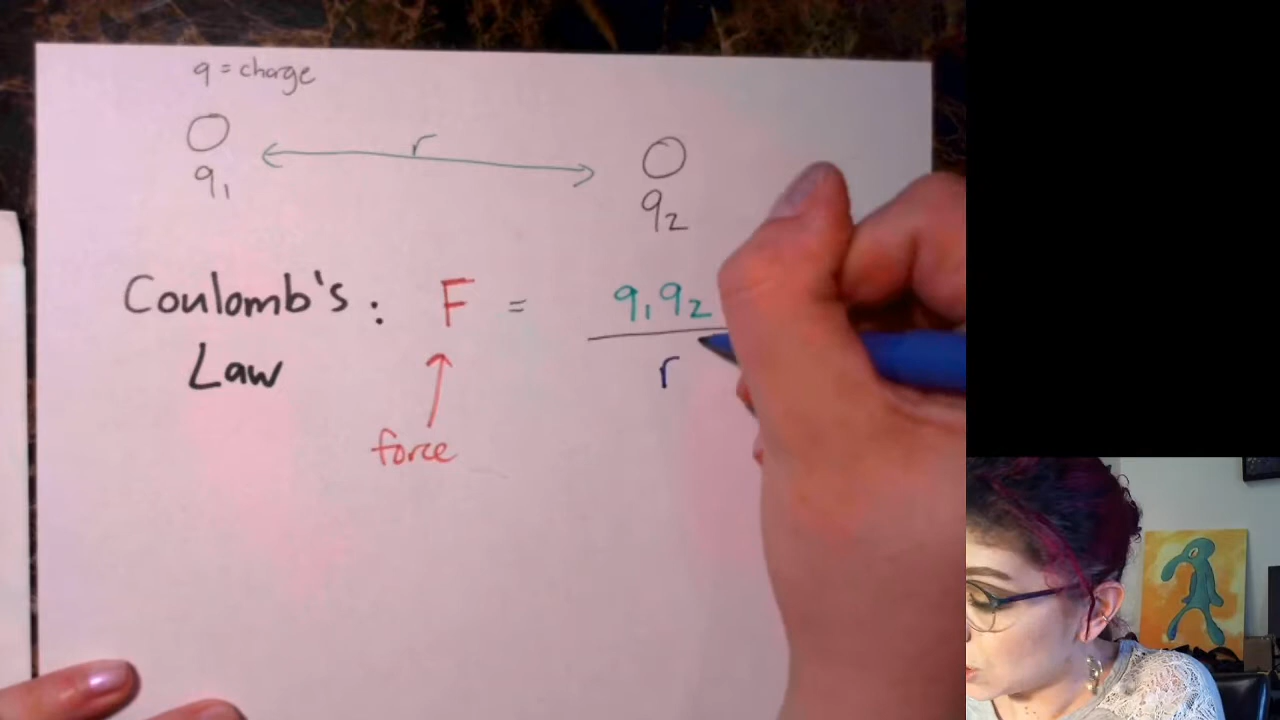 q = charge
r
q₁
q₂
Coulomb's : F = q₁q₂
r
Law
force